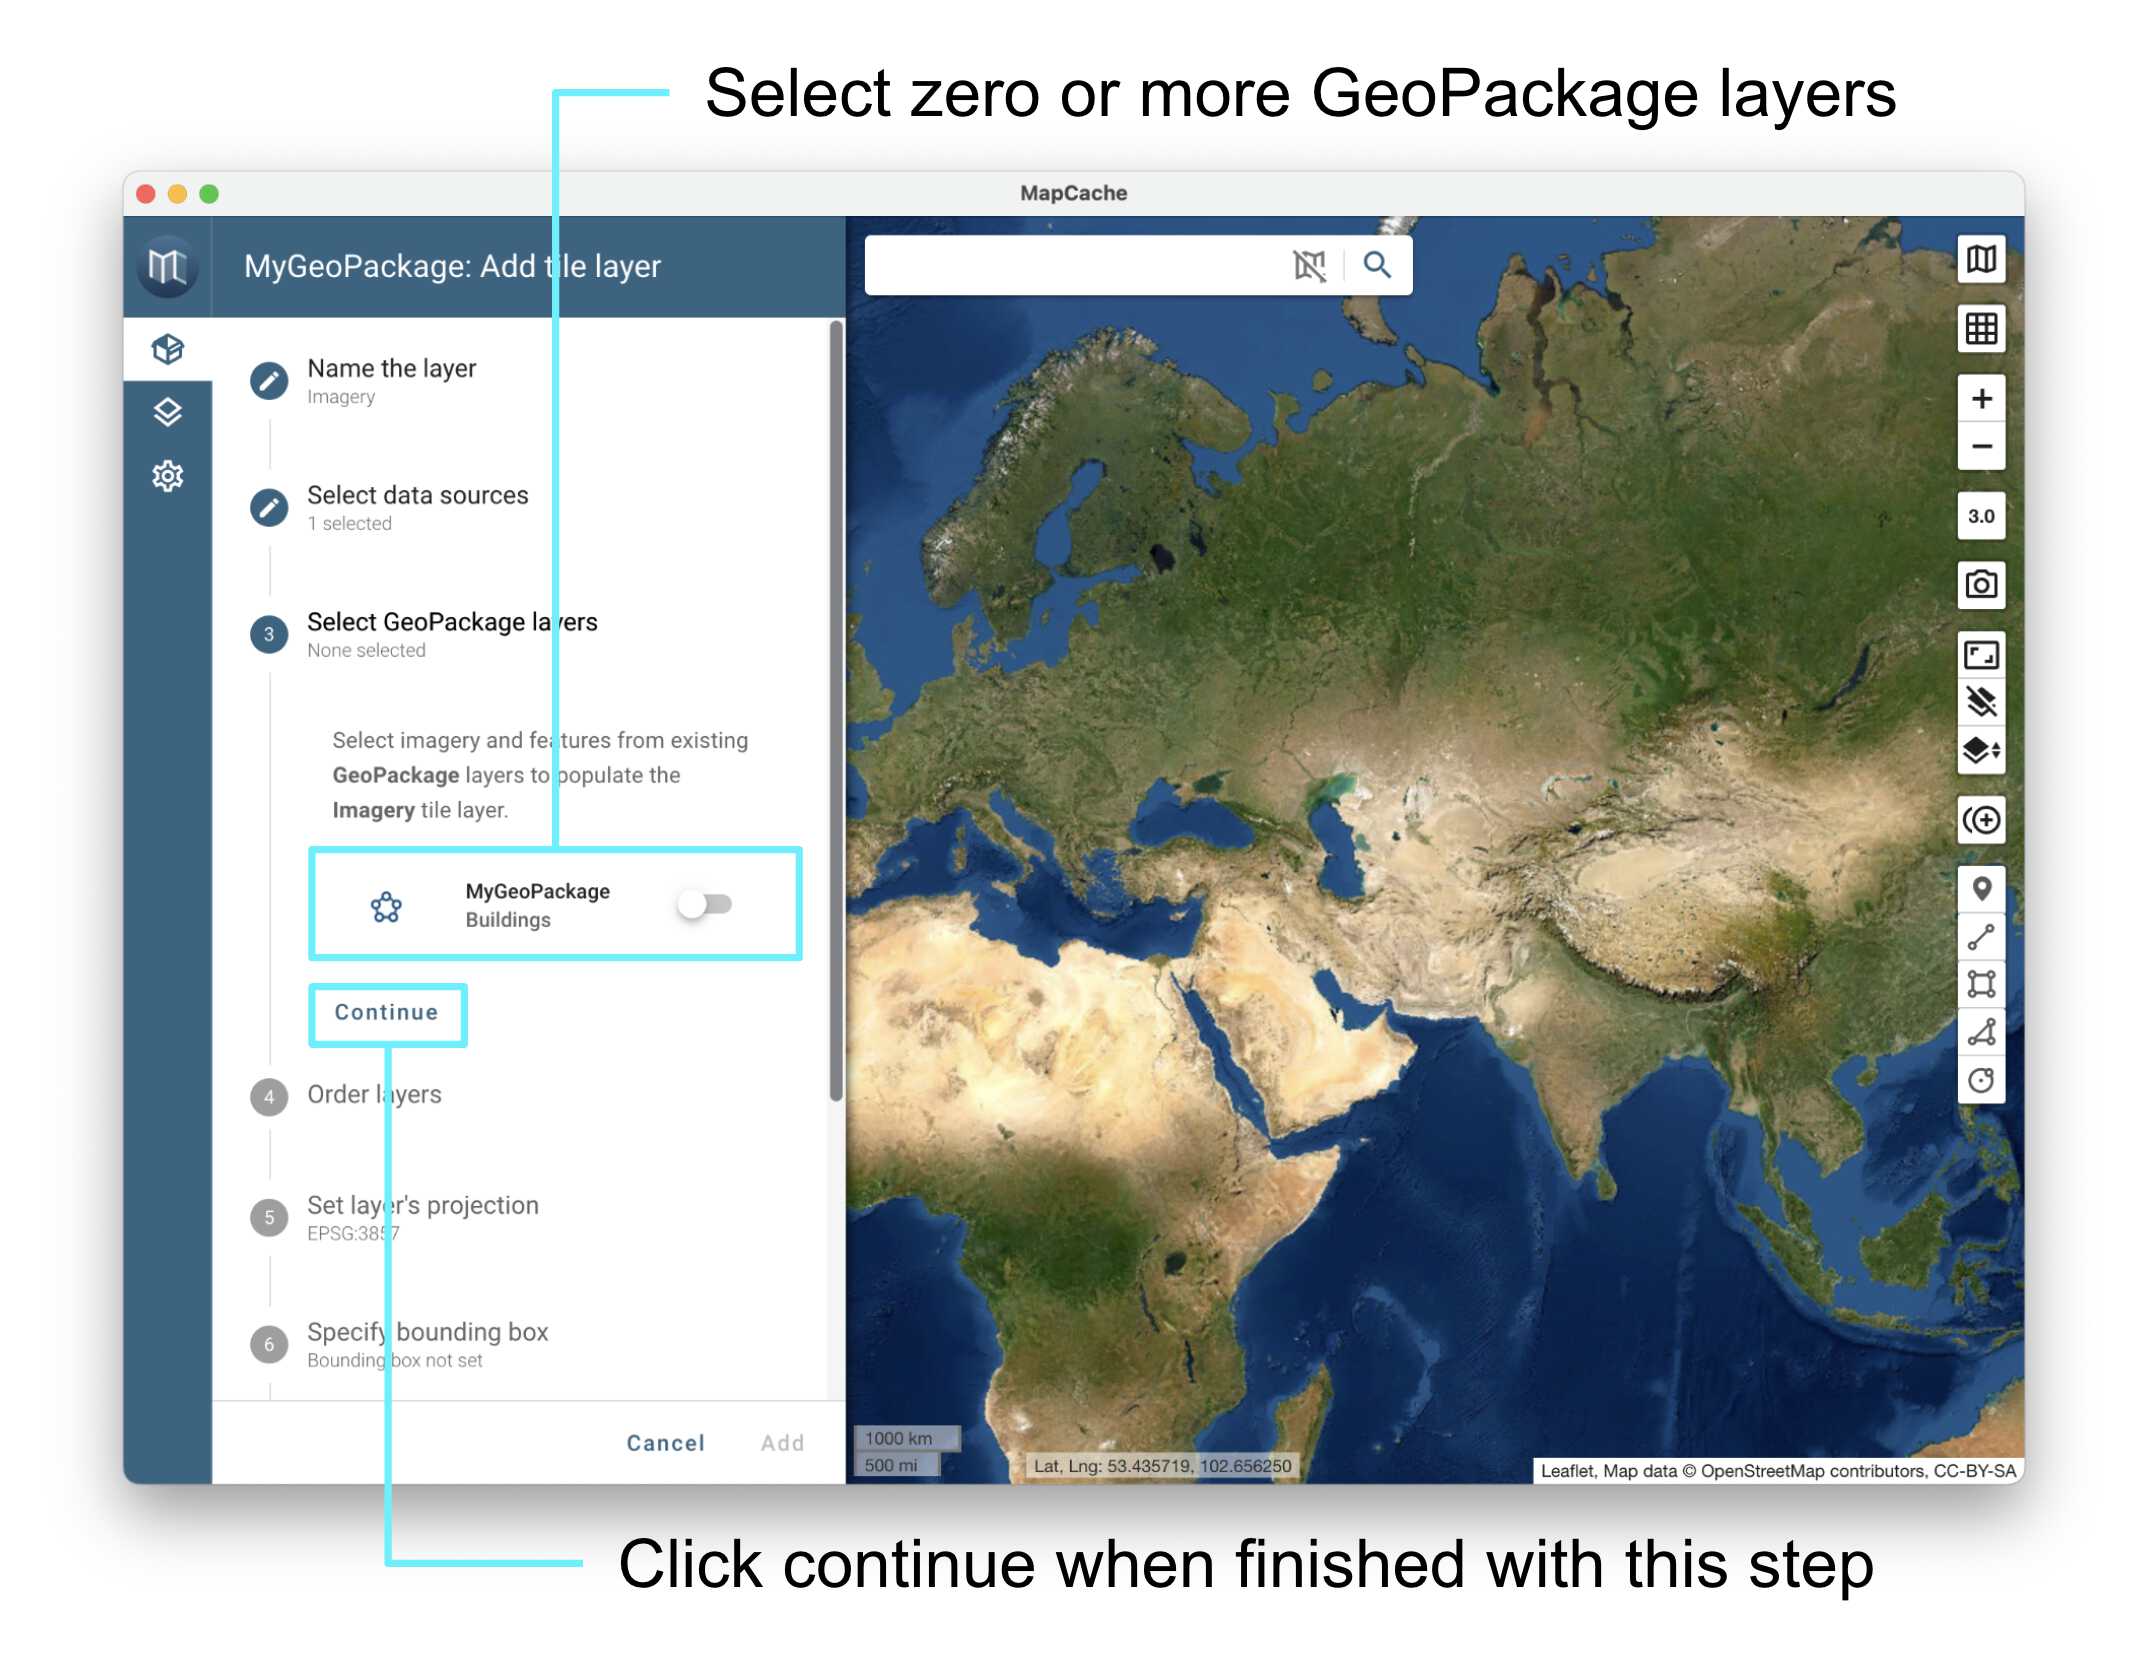 Select zero or more GeoPackage layers
MapCache
MyGeoPackage: Add tile layer
Name the layer
Imagery
Select data sources
1 selected
3
Select GeoPackage layers
None selected
Select imagery and features from existing
GeoPackage layers to populate the
Imagery tile layer.
MyGeoPackage
Buildings
Continue
4
Order layers
5
Set layer's projection
EPSG:3857
6
Specify bounding box
Bounding box not set
Cancel
Add
3.0
1000 km
500 mi
Lat, Lng: 53.435719, 102.656250
Leaflet, Map data © OpenStreetMap contributors, CC-BY-SA
Click continue when finished with this step